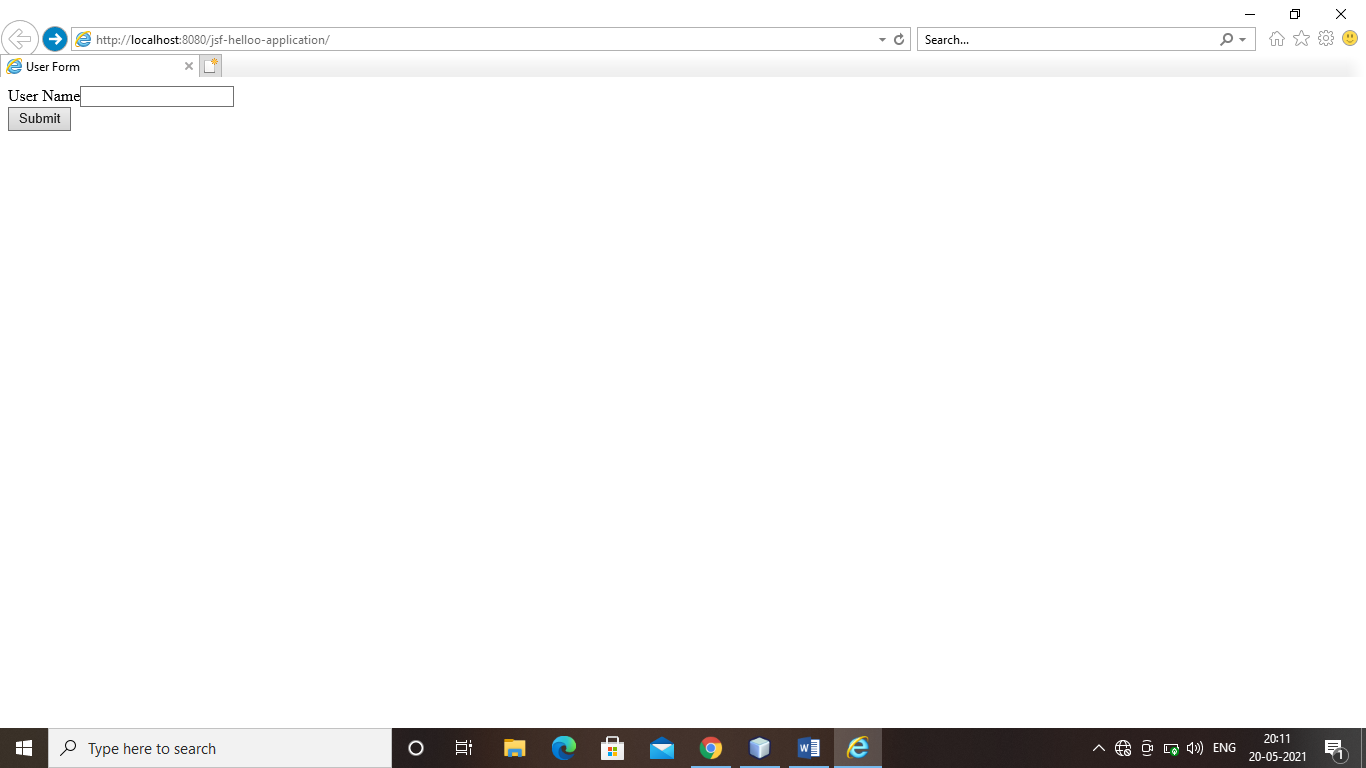 http://localhost:8080/jsf-helloo-application/
Search...
User Form
User Name
Submit
Type here to search
ENG
20:11
20-05-2021
1